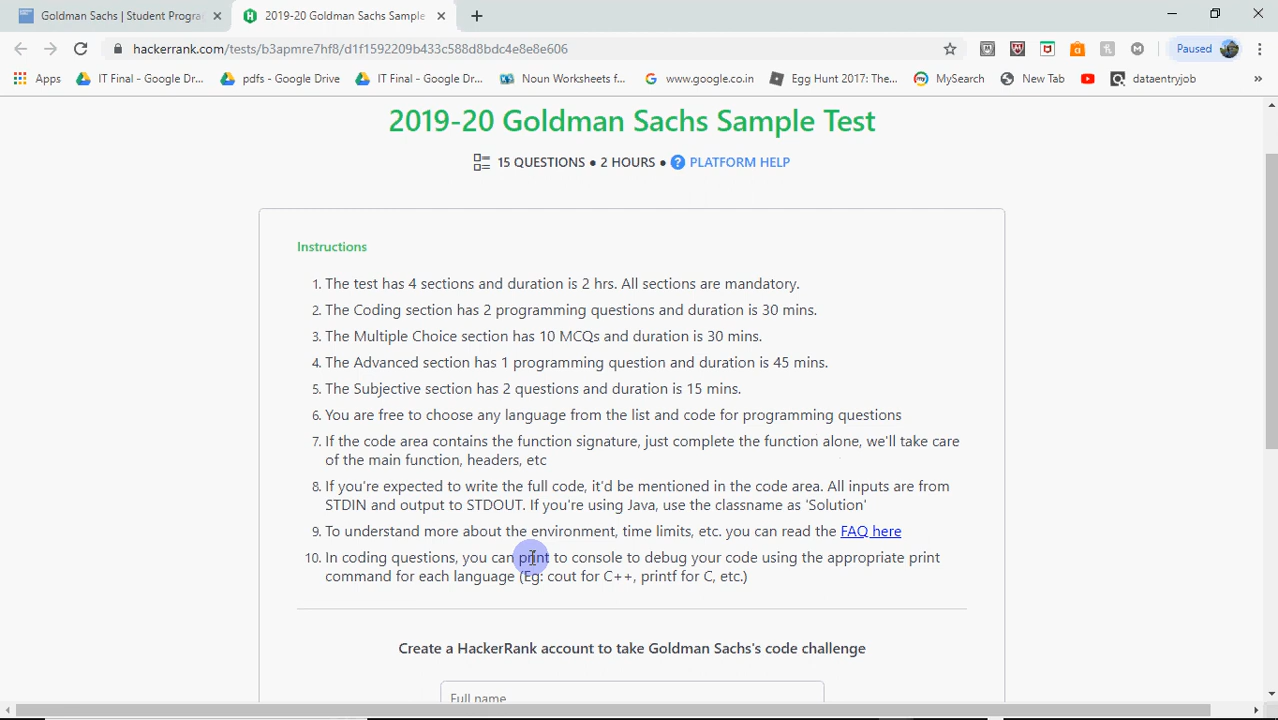 Goldman Sachs | Student Progra
2019-20 Goldman Sachs Sample
hackerrank.com/tests/b3apmre7hf8/d1f1592209b433c588d8bdc4e8e8e606
Paused
Apps
IT Final - Google Dr...
pdfs - Google Drive
IT Final - Google Dr...
Noun Worksheets f...
www.google.co.in
Egg Hunt 2017: The...
MySearch
New Tab
dataentryjob
2019-20 Goldman Sachs Sample Test
15 QUESTIONS • 2 HOURS • ? PLATFORM HELP
Instructions
1. The test has 4 sections and duration is 2 hrs. All sections are mandatory.
2. The Coding section has 2 programming questions and duration is 30 mins.
3. The Multiple Choice section has 10 MCQs and duration is 30 mins.
4. The Advanced section has 1 programming question and duration is 45 mins.
5. The Subjective section has 2 questions and duration is 15 mins.
6. You are free to choose any language from the list and code for programming questions
7. If the code area contains the function signature, just complete the function alone, we'll take care
of the main function, headers, etc
8. If you're expected to write the full code, it'd be mentioned in the code area. All inputs are from
STDIN and output to STDOUT. If you're using Java, use the classname as 'Solution'
9. To understand more about the environment, time limits, etc. you can read the FAQ here
10. In coding questions, you can print to console to debug your code using the appropriate print
command for each language (Eg: cout for C++, printf for C, etc.)
Create a HackerRank account to take Goldman Sachs's code challenge
Full name